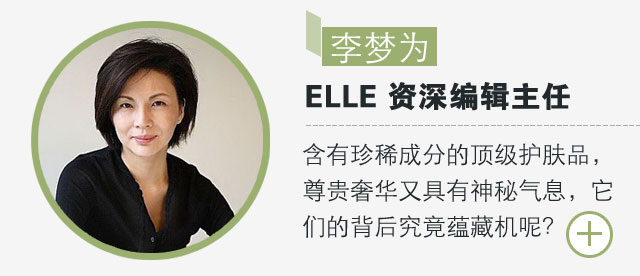 李梦为
ELLE 资深编辑主任
含有珍稀成分的顶级护肤品，
尊贵奢华又具有神秘气息，它
们的背后究竟蕴藏机呢？